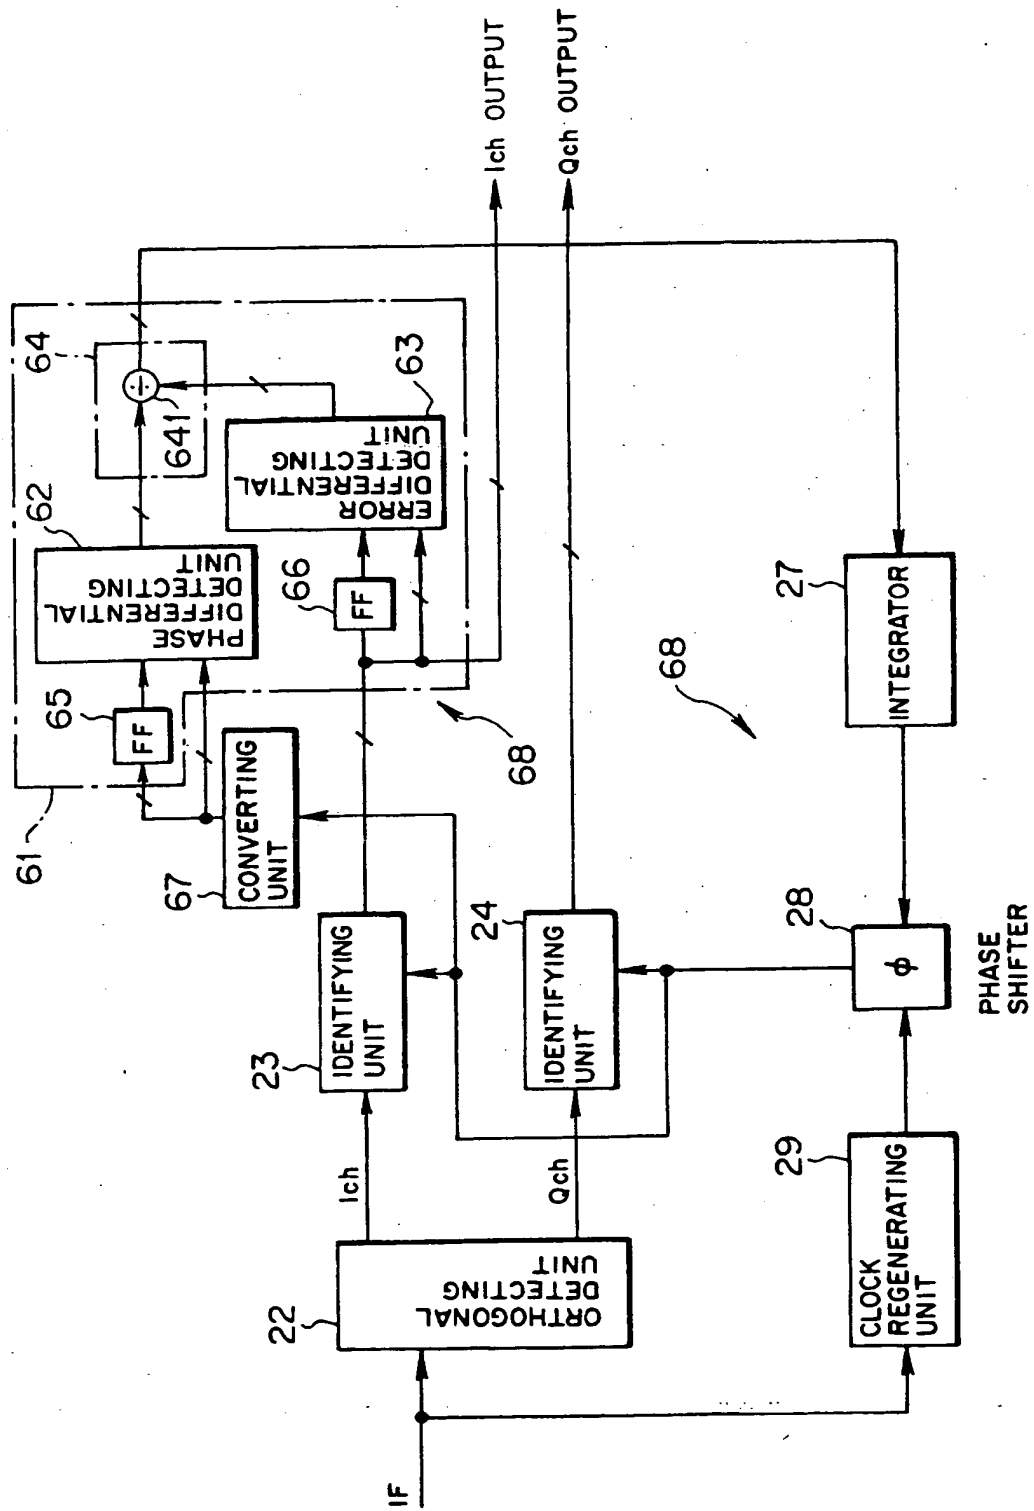 IF
22
ORTHOGONAL
DETECTING
UNIT
Ich
Qch
23
IDENTIFYING
UNIT
24
IDENTIFYING
UNIT
67
CONVERTING
UNIT
61
65
FF
62
PHASE
DIFFERENTIAL
DETECTING
UNIT
66
FF
63
ERROR
DIFFERENTIAL
DETECTING
UNIT
64
÷
641
68
68
Ich OUTPUT
Qch OUTPUT
27
INTEGRATOR
28
ϕ
PHASE
SHIFTER
29
CLOCK
REGENERATING
UNIT